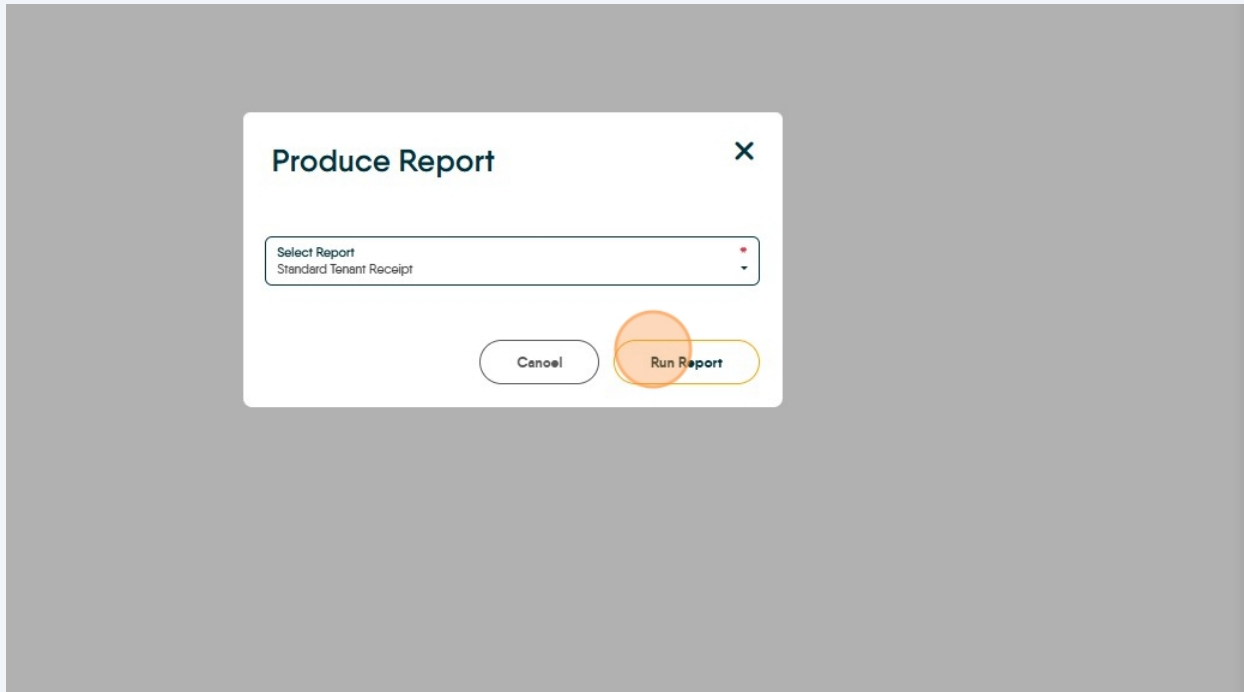 Produce Report
Select Report
Standard Tenant Receipt
Cancel
Run Report